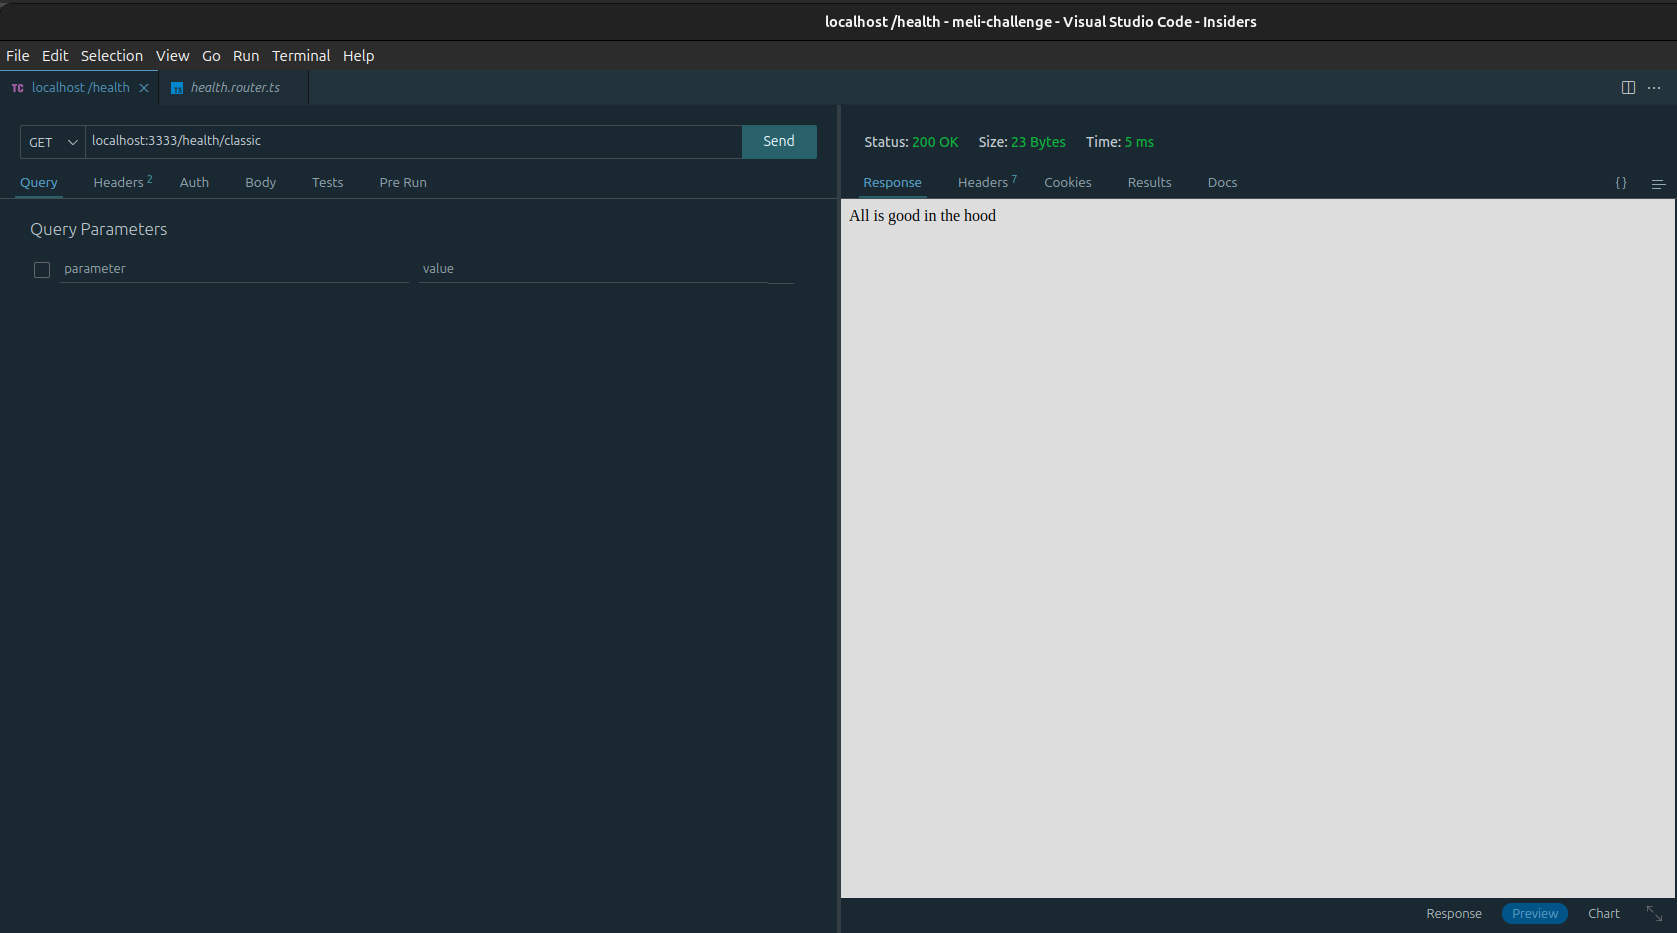 localhost /health - meli-challenge - Visual Studio Code - Insiders
File Edit Selection View Go Run Terminal Help
TC localhost /health health.router.ts
GET localhost:3333/health/classic Send
Query Headers 2 Auth Body Tests Pre Run
Query Parameters
parameter value
Status: 200 OK Size: 23 Bytes Time: 5 ms
Response Headers 7 Cookies Results Docs {}
All is good in the hood
Response Preview Chart